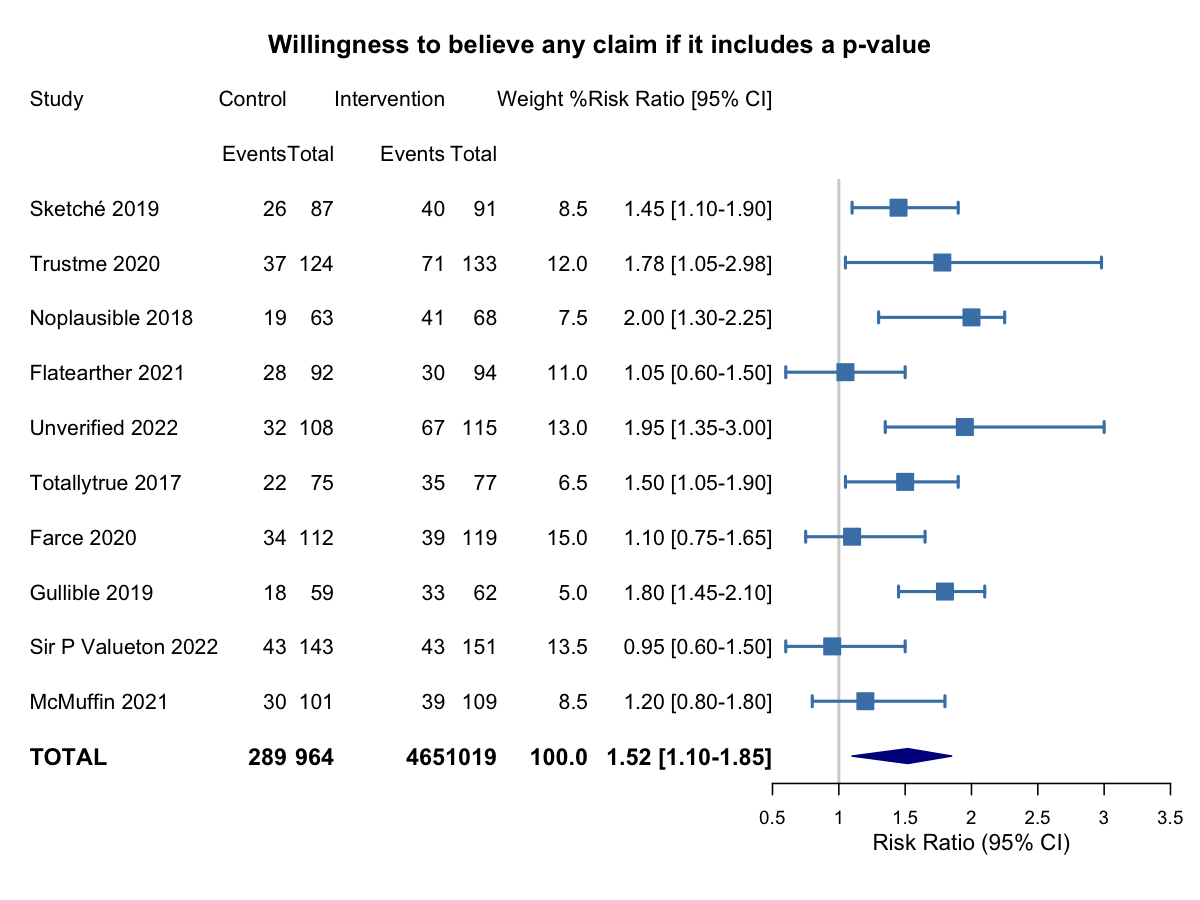 Willingness to believe any claim if it includes a p-value
Study Control Intervention Weight % Risk Ratio [95% CI]
Events Total Events Total
Sketché 2019 26 87 40 91 8.5 1.45 [1.10-1.90]
Trustme 2020 37 124 71 133 12.0 1.78 [1.05-2.98]
Noplausible 2018 19 63 41 68 7.5 2.00 [1.30-2.25]
Flatearther 2021 28 92 30 94 11.0 1.05 [0.60-1.50]
Unverified 2022 32 108 67 115 13.0 1.95 [1.35-3.00]
Totallytrue 2017 22 75 35 77 6.5 1.50 [1.05-1.90]
Farce 2020 34 112 39 119 15.0 1.10 [0.75-1.65]
Gullible 2019 18 59 33 62 5.0 1.80 [1.45-2.10]
Sir P Valueton 2022 43 143 43 151 13.5 0.95 [0.60-1.50]
McMuffin 2021 30 101 39 109 8.5 1.20 [0.80-1.80]
TOTAL 289 964 465 1019 100.0 1.52 [1.10-1.85]
0.5 1 1.5 2 2.5 3 3.5
Risk Ratio (95% CI)